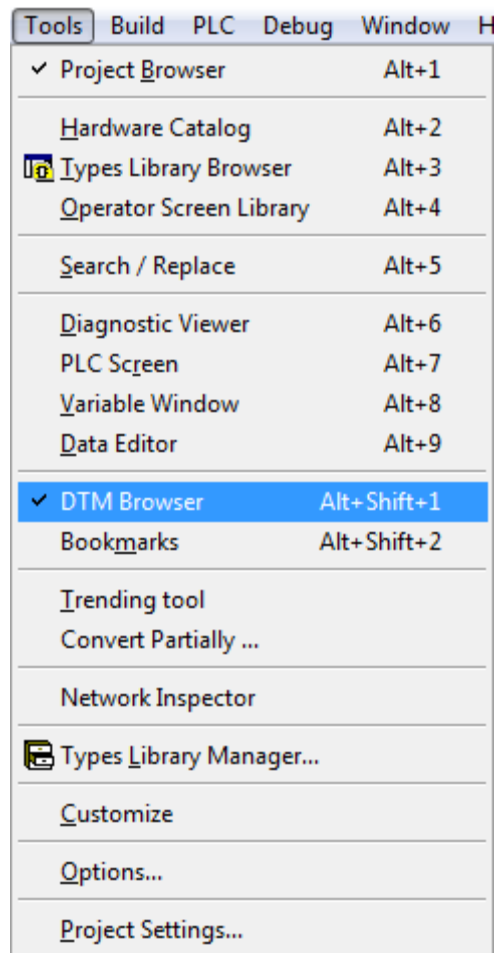 Tools Build PLC Debug Window H
Project Browser Alt+1
Hardware Catalog Alt+2
Types Library Browser Alt+3
Operator Screen Library Alt+4
Search / Replace Alt+5
Diagnostic Viewer Alt+6
PLC Screen Alt+7
Variable Window Alt+8
Data Editor Alt+9
DTM Browser Alt+Shift+1
Bookmarks Alt+Shift+2
Trending tool
Convert Partially ...
Network Inspector
Types Library Manager...
Customize
Options...
Project Settings...